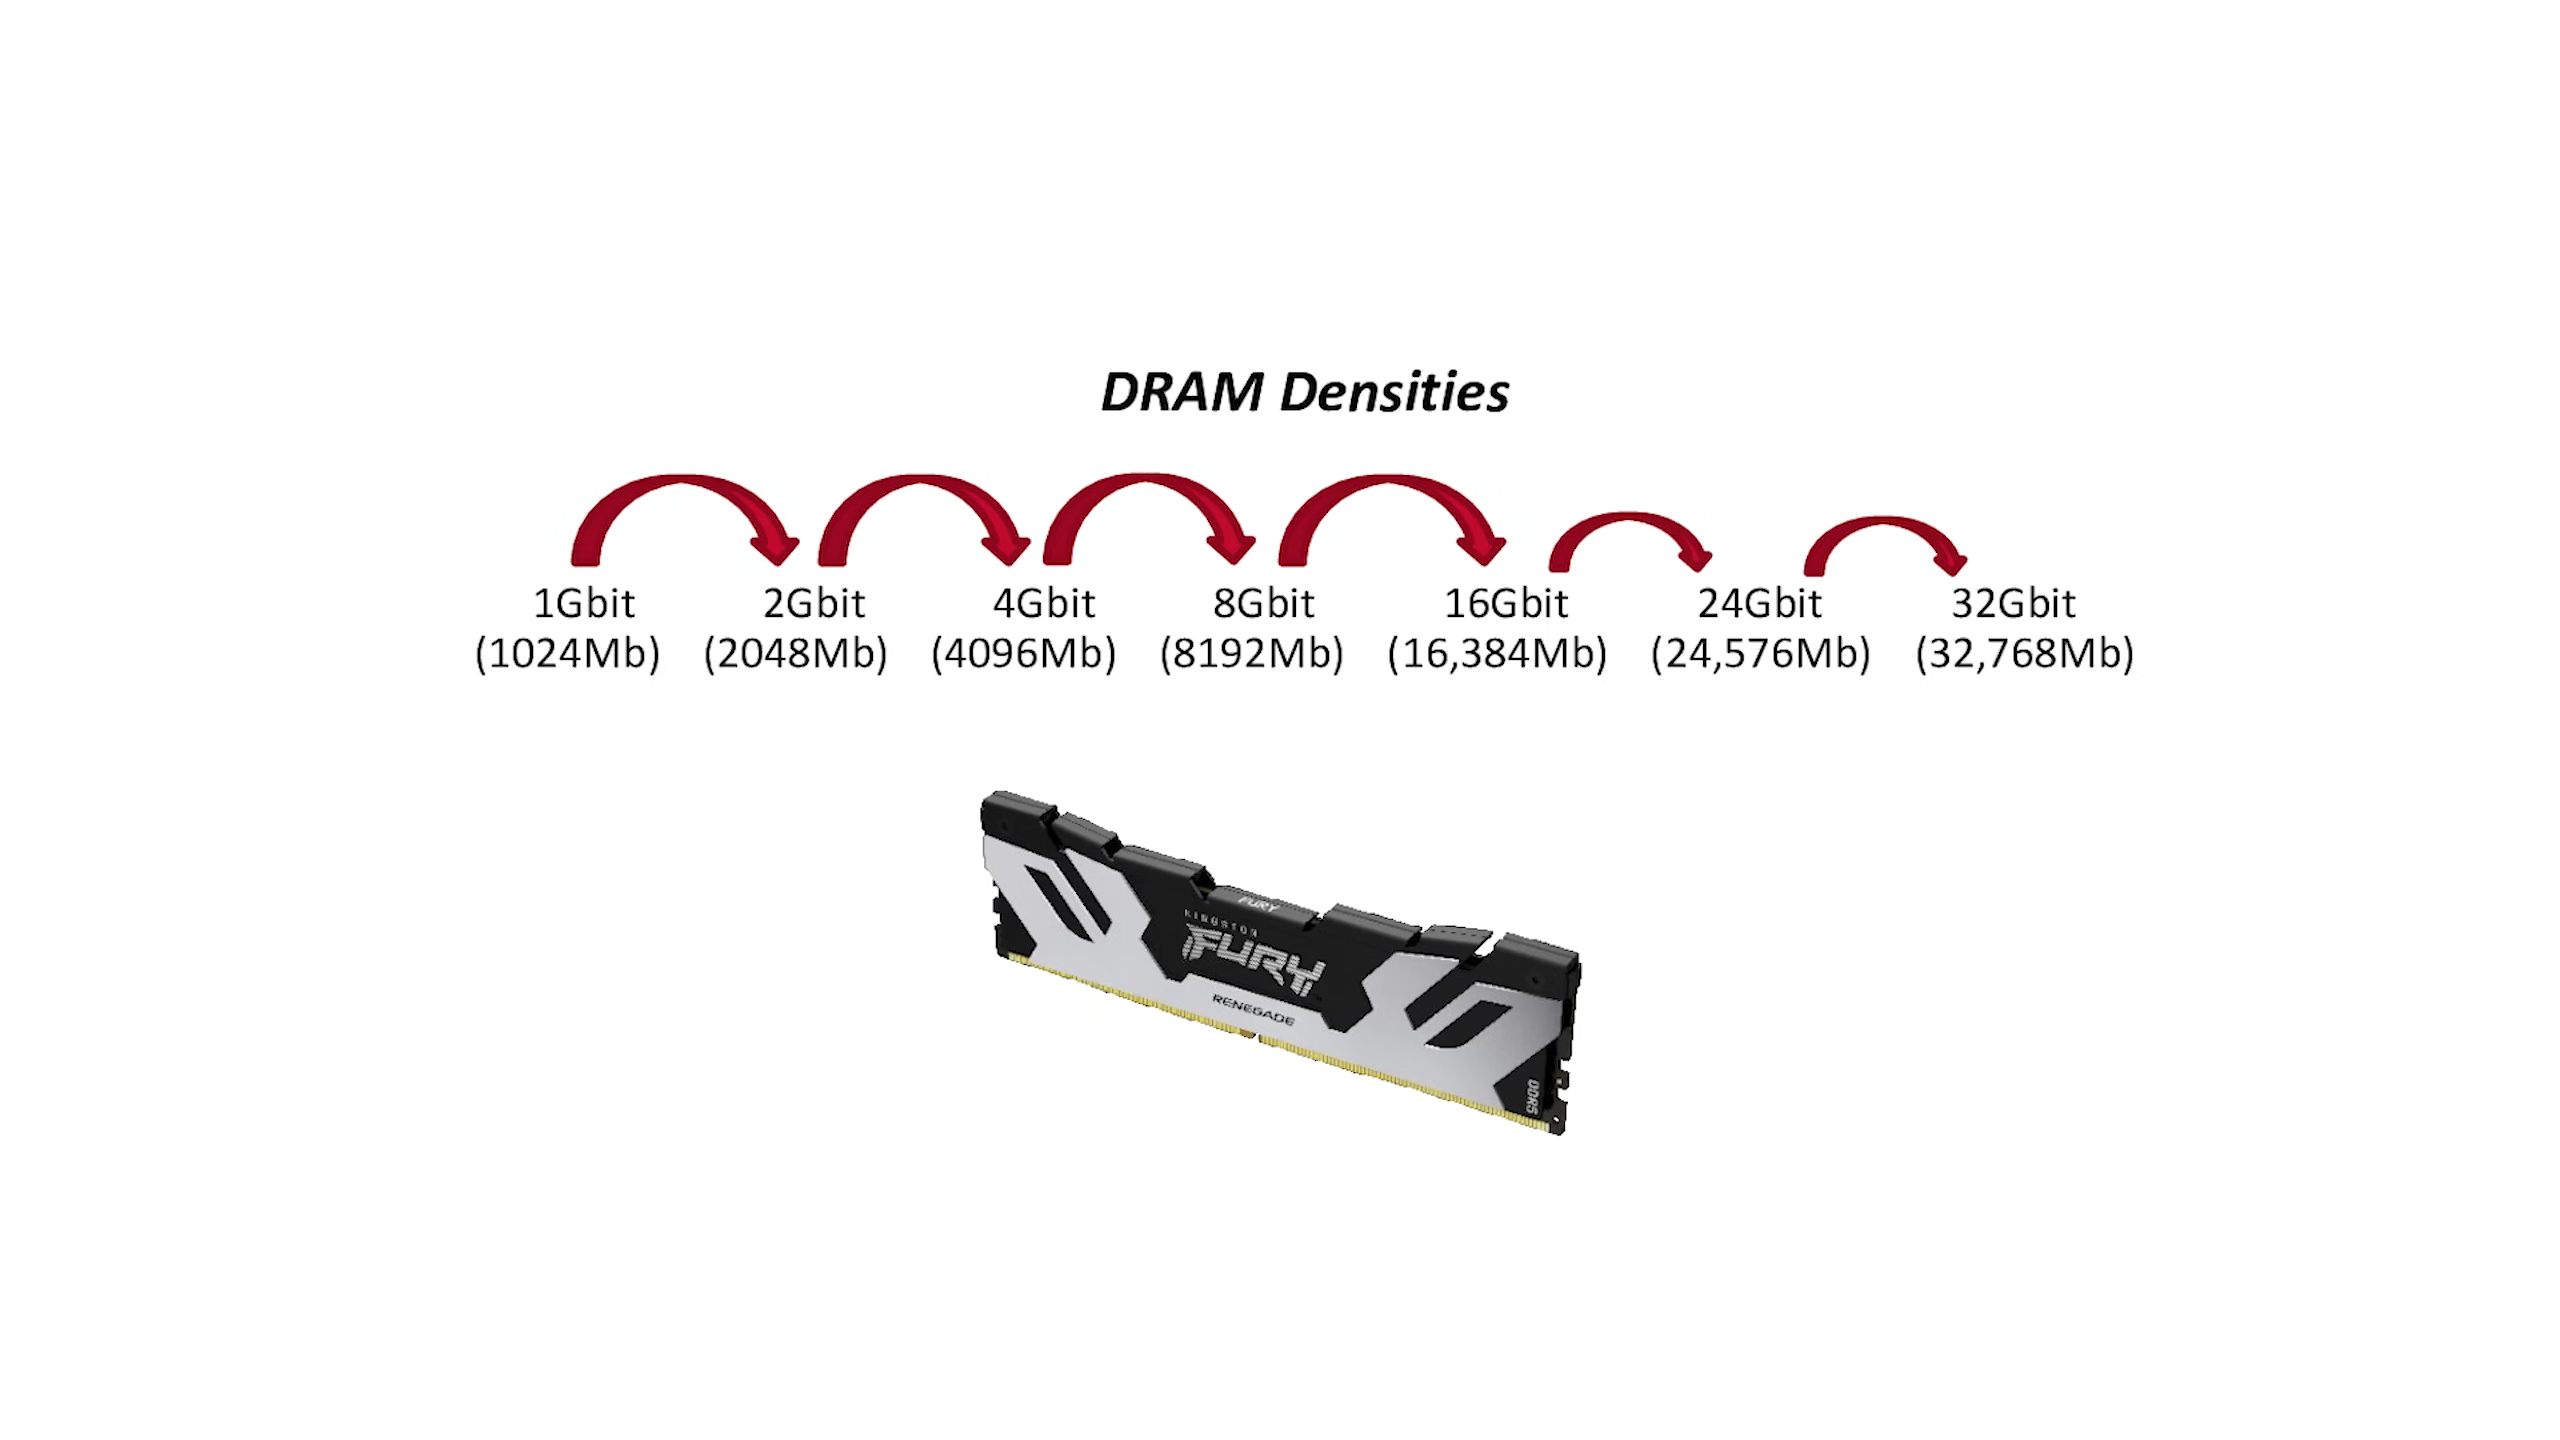 DRAM Densities
1Gbit 2Gbit 4Gbit 8Gbit 16Gbit 24Gbit 32Gbit
(1024Mb) (2048Mb) (4096Mb) (8192Mb) (16,384Mb) (24,576Mb) (32,768Mb)
FURY
KINGSTON
FURY
RENEGADE
DDR5